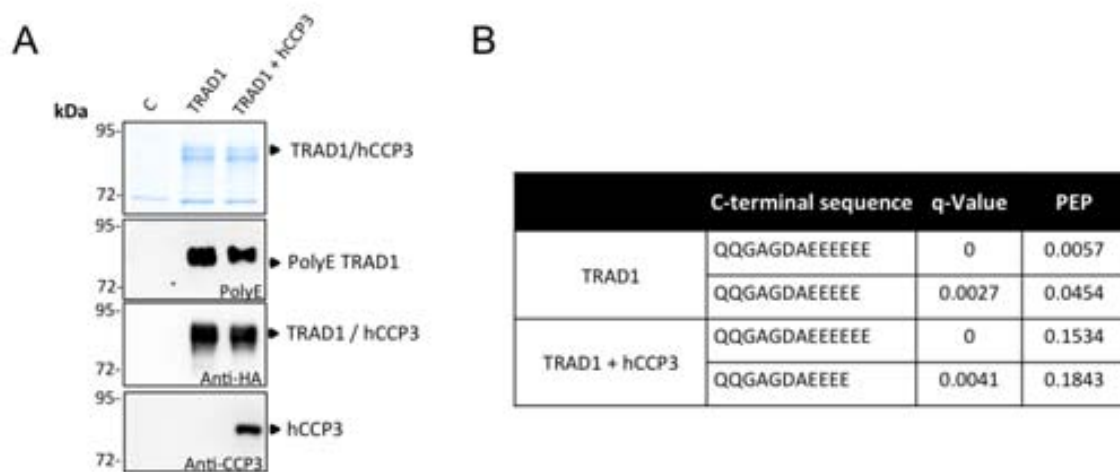 A
B
C
TRAD1
TRAD1 + hCCP3
kDa
95-
TRAD1/hCCP3
72-
95-
PolyE TRAD1
72-
PolyE
95-
TRAD1 / hCCP3
72-
Anti-HA
95-
hCCP3
72-
Anti-CCP3
C-terminal sequence q-Value PEP
TRAD1
QQGAGDAEEEEEE 0 0.0057
QQGAGDAEEEEE 0.0027 0.0454
TRAD1 + hCCP3
QQGAGDAEEEEEE 0 0.1534
QQGAGDAEEEE 0.0041 0.1843